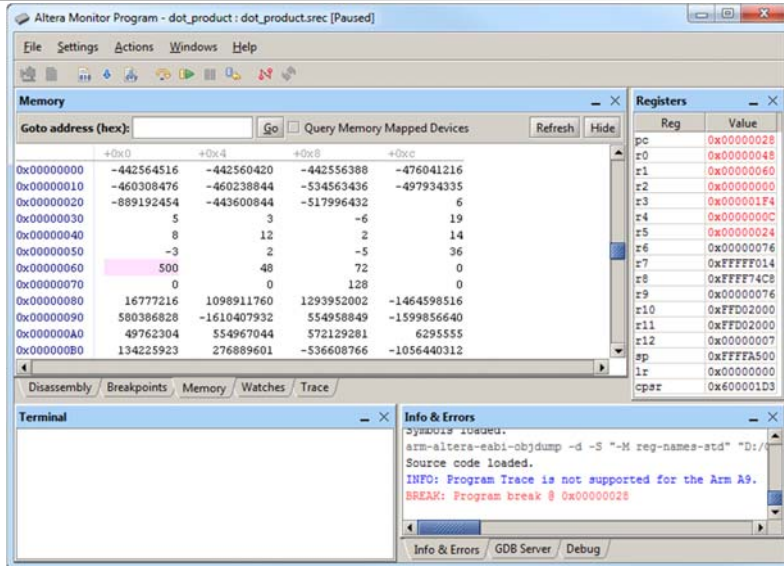 Altera Monitor Program - dot_product : dot_product.srec [Paused]
File Settings Actions Windows Help
Memory
Goto address (hex): Go Query Memory Mapped Devices Refresh Hide
+0x0 +0x4 +0x8 +0xc
0x00000000 -442564516 -442560420 -442556388 -476041216
0x00000010 -460308476 -460238844 -534563436 -497934335
0x00000020 -889192454 -443600844 -517996432 6
0x00000030 5 3 -6 19
0x00000040 8 12 2 14
0x00000050 -3 2 -5 36
0x00000060 500 48 72 0
0x00000070 0 0 128 0
0x00000080 16777216 1098911760 1293952002 -1464598516
0x00000090 580386828 -1610407932 554958849 -1599856640
0x000000A0 49762304 554967044 572129281 6295555
0x000000B0 134225923 276889601 -536608766 -1056440312
Disassembly Breakpoints Memory Watches Trace
Registers
Reg Value
pc 0x00000028
r0 0x00000048
r1 0x00000060
r2 0x00000000
r3 0x000001F4
r4 0x0000000C
r5 0x00000024
r6 0x00000076
r7 0xFFFFF014
r8 0xFFFF74C8
r9 0x00000076
r10 0xFFD02000
r11 0xFFD02000
r12 0x00000007
sp 0xFFFFA500
lr 0x00000000
cpsr 0x600001D3
Terminal
Info & Errors
Symbols loaded.
arm-altera-eabi-objdump -d -S "-M reg-names-std" "D:/
Source code loaded.
INFO: Program Trace is not supported for the Arm A9.
BREAK: Program break @ 0x00000028
Info & Errors GDB Server Debug